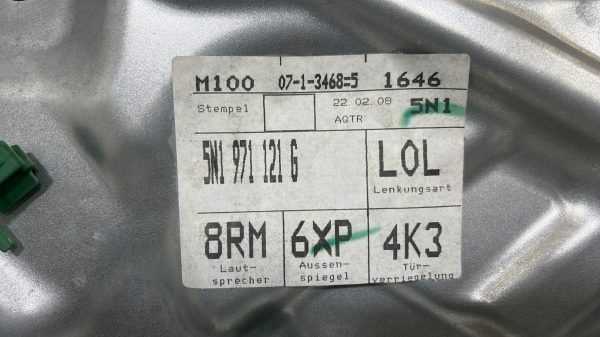 M100 07-1-3468=5 1646
Stempel 22.02.08 5N1
AQTR
5N1 971 121 G LOL
Lenkungsart
8RM 6XP 4K3
Laut- Aussen- Tür-
sprecher spiegel verriegelung